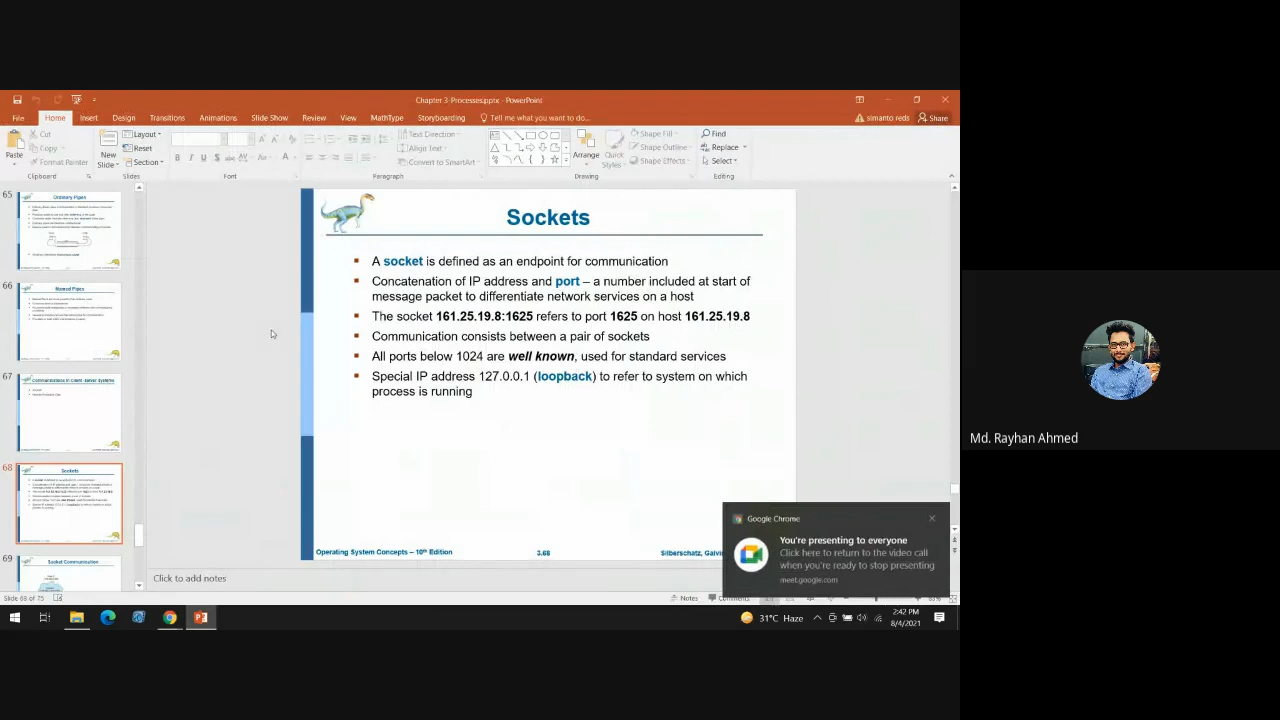 Chapter 3-Processes.pptx - PowerPoint
File Home Insert Design Transitions Animations Slide Show Review View MathType Storyboarding Tell me what you want to do... simanto reds Share
Paste
Cut
Copy
Format Painter
Clipboard
New
Slide
Layout
Reset
Section
Slides
Font
Text Direction
Align Text
Convert to SmartArt
Paragraph
Arrange
Quick
Styles
Shape Fill
Shape Outline
Shape Effects
Drawing
Find
Replace
Select
Editing
65
Ordinary Pipes
66
Named Pipes
67
Communications in Client-Server Systems
68
Sockets
69
Socket Communication
Sockets
A socket is defined as an endpoint for communication
Concatenation of IP address and port – a number included at start of
message packet to differentiate network services on a host
The socket 161.25.19.8:1625 refers to port 1625 on host 161.25.19.8
Communication consists between a pair of sockets
All ports below 1024 are well known, used for standard services
Special IP address 127.0.0.1 (loopback) to refer to system on which
process is running
Operating System Concepts – 10th Edition 3.68 Silberschatz,
Click to add notes
Slide 68 of 75
Notes
Google Chrome
You're presenting to everyone
Click here to return to the video call
when you're ready to stop presenting
meet.google.com
31°C Haze
2:42 PM
8/4/2021
Md. Rayhan Ahmed